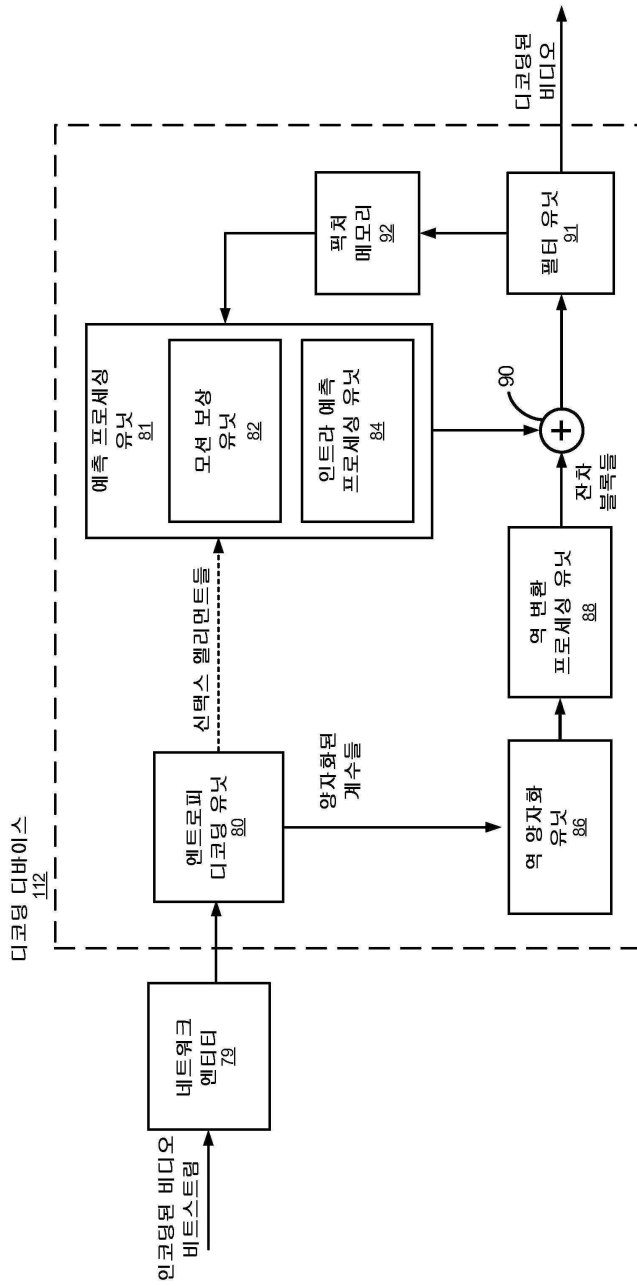 디코딩 디바이스
112
인코딩된 비디오
비트스트림
네트워크
엔티티
79
엔트로피
디코딩 유닛
80
신택스 엘리먼트들
양자화된
계수들
예측 프로세싱
유닛
81
모션 보상
유닛
82
인트라 예측
프로세싱 유닛
84
픽처
메모리
92
역 양자화
유닛
86
역 변환
프로세싱 유닛
88
잔차
블록들
90
+
필터 유닛
91
디코딩된
비디오